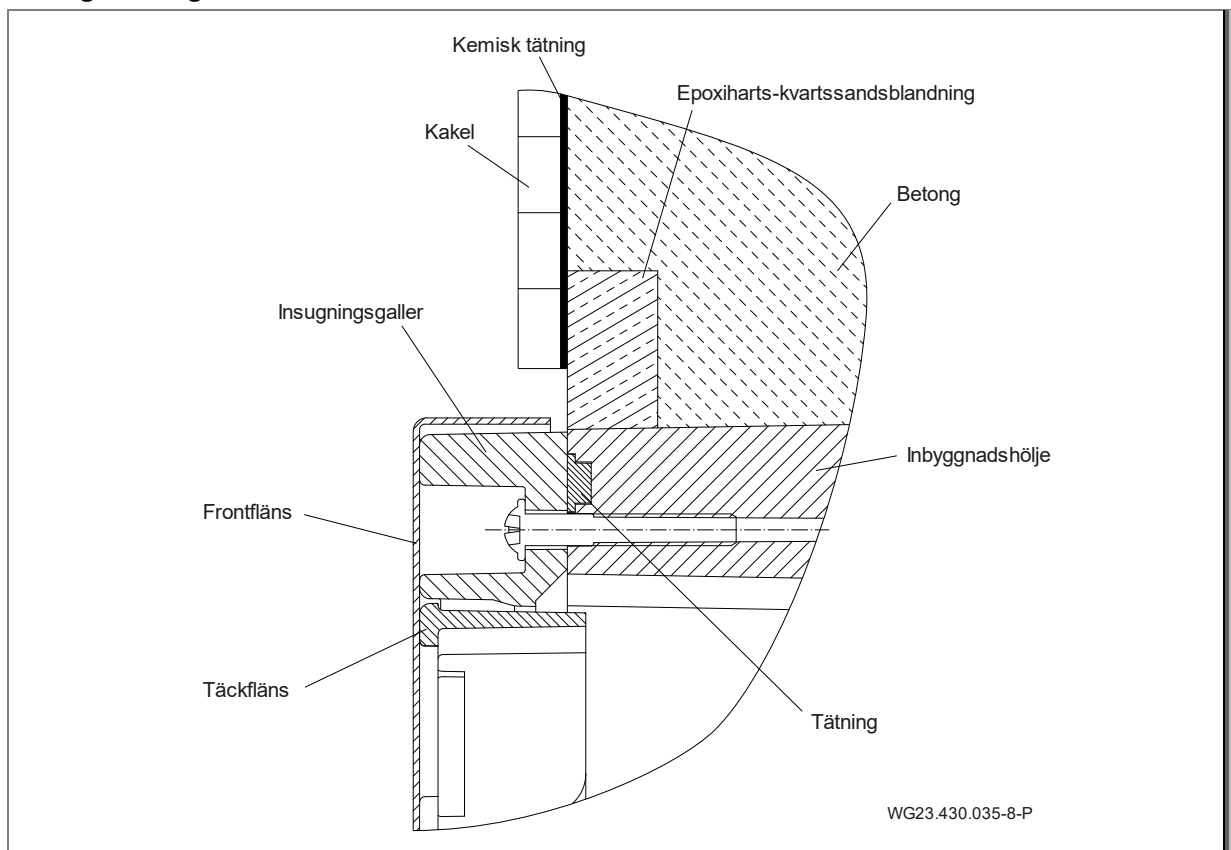 Kemisk tätning
Epoxiharts-kvartssandsblandning
Kakel
Betong
Insugningsgaller
Inbyggnadshölje
Frontfläns
Täckfläns
Tätning
WG23.430.035-8-P